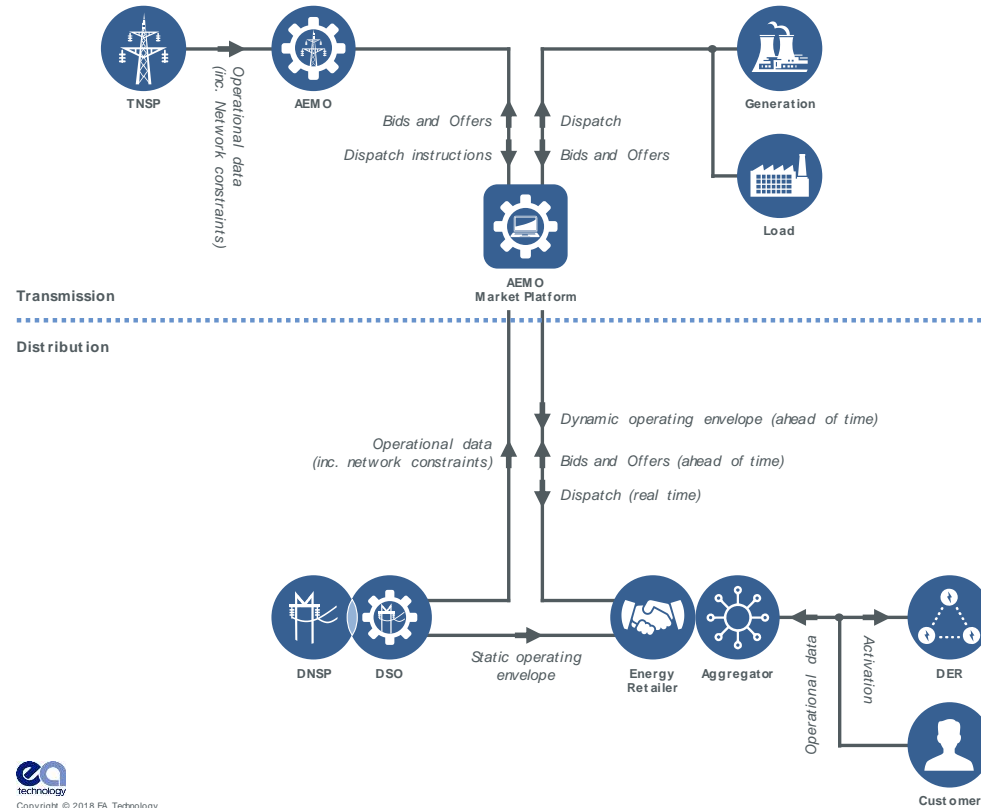 TNSP
AEMO
Generation
Operational data
(inc. Network constraints)
Bids and Offers
Dispatch instructions
Dispatch
Bids and Offers
Load
AEMO
Market Platform
Transmission
Distribution
Dynamic operating envelope (ahead of time)
Operational data
(inc. network constraints)
Bids and Offers (ahead of time)
Dispatch (real time)
Static operating
envelope
DNSP
DSO
Energy
Retailer
Aggregator
Operational data
Activation
DER
Customer
ea
technology
Copyright © 2018 EA Technology